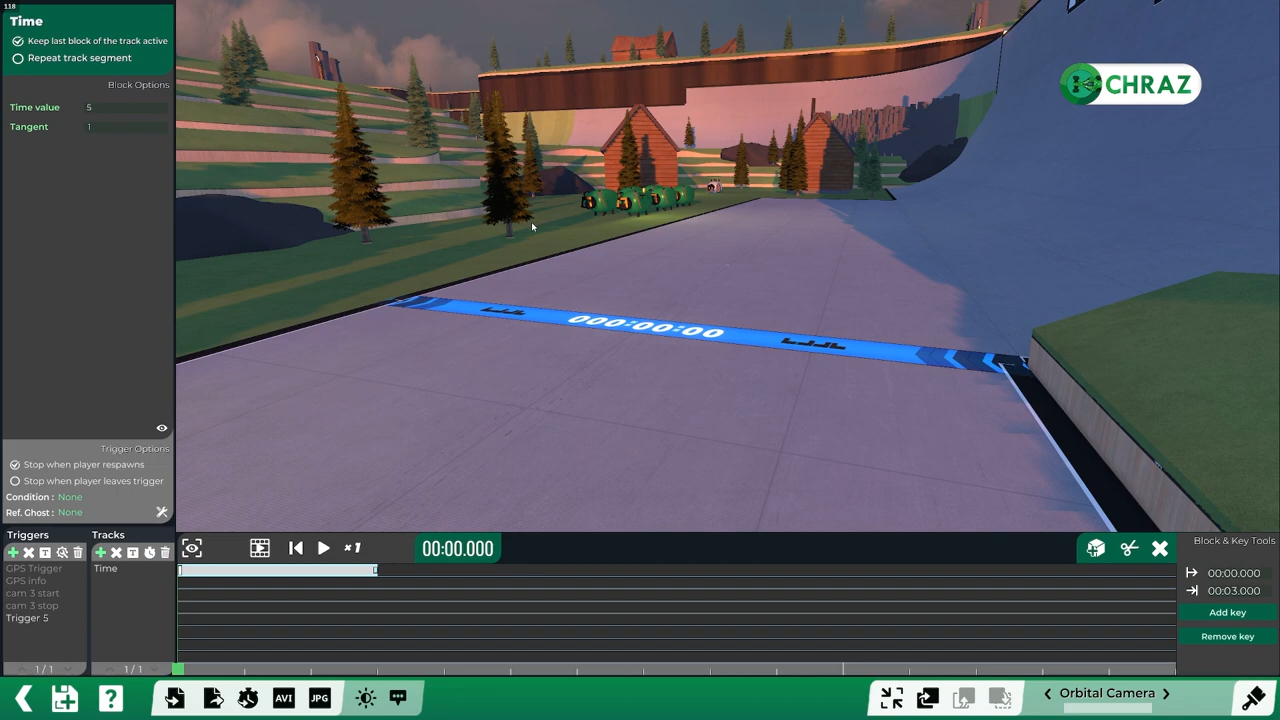 118
Time
Keep last block of the track active
Repeat track segment
Block Options
Time value 5
Tangent 1
CHRAZ
000:00:00
Trigger Options
Stop when player respawns
Stop when player leaves trigger
Condition : None
Ref. Ghost : None
Triggers
Tracks
GPS Trigger
GPS info
cam 3 start
cam 3 stop
Trigger 5
1 / 1
Time
1 / 1
x 1
00:00.000
Block & Key Tools
00:00.000
00:03.000
Add key
Remove key
?
AVI
JPG
Orbital Camera